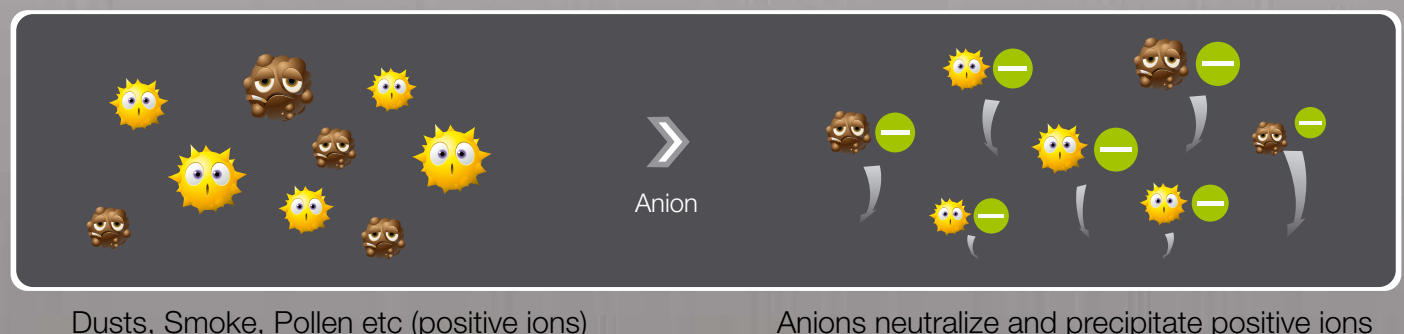 Anion
Dusts, Smoke, Pollen etc (positive ions)
Anions neutralize and precipitate positive ions